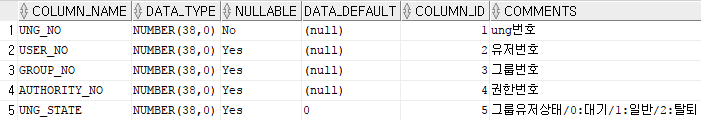 COLUMN_NAME DATA_TYPE NULLABLE DATA_DEFAULT COLUMN_ID COMMENTS
1 UNG_NO NUMBER(38,0) No (null) 1 ung번호
2 USER_NO NUMBER(38,0) Yes (null) 2 유저번호
3 GROUP_NO NUMBER(38,0) Yes (null) 3 그룹번호
4 AUTHORITY_NO NUMBER(38,0) Yes (null) 4 권한번호
5 UNG_STATE NUMBER(38,0) Yes 0 5 그룹유저상태/0:대기/1:일반/2:탈퇴